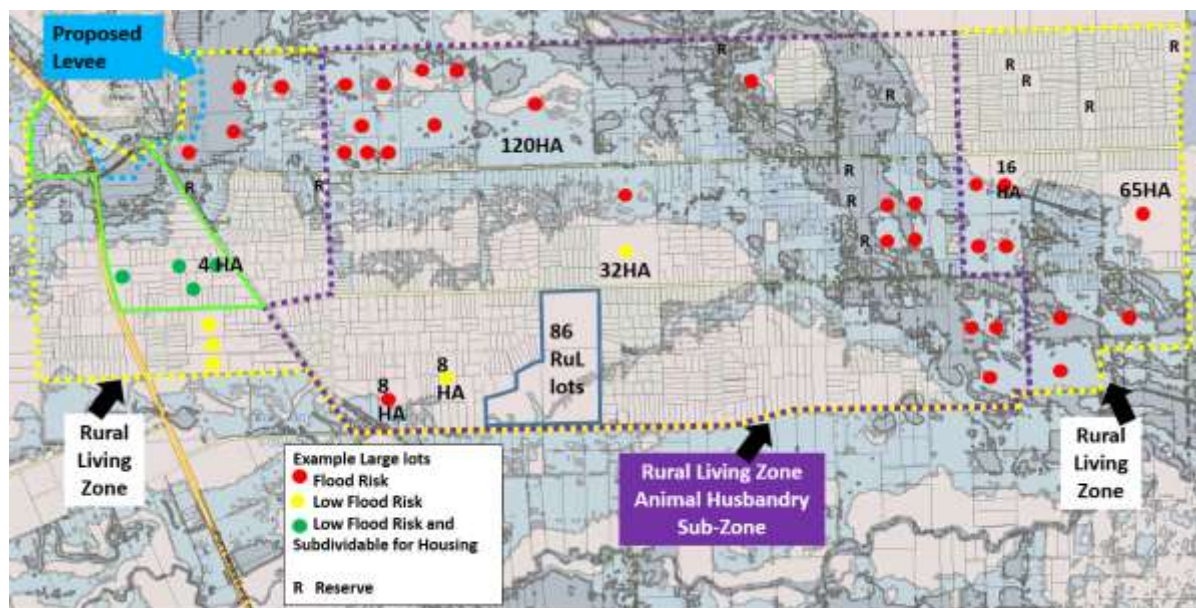 Proposed
Levee
R
R
R
R
R
R
120HA
R
R
R
16
HA
65HA
R
R
4 HA
32HA
86
RuL
lots
8
HA
8
HA
Rural
Living
Zone
Example Large lots
Flood Risk
Low Flood Risk
Low Flood Risk and
Subdividable for Housing
R Reserve
Rural Living Zone
Animal Husbandry
Sub-Zone
Rural
Living
Zone